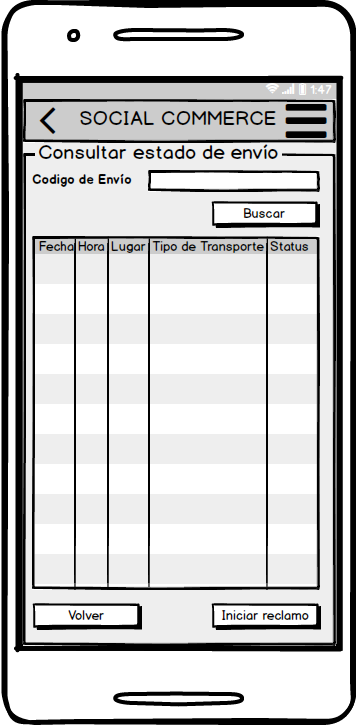 1:47
SOCIAL COMMERCE
Consultar estado de envío
Codigo de Envío
Buscar
Fecha Hora Lugar Tipo de Transporte Status
Volver Iniciar reclamo